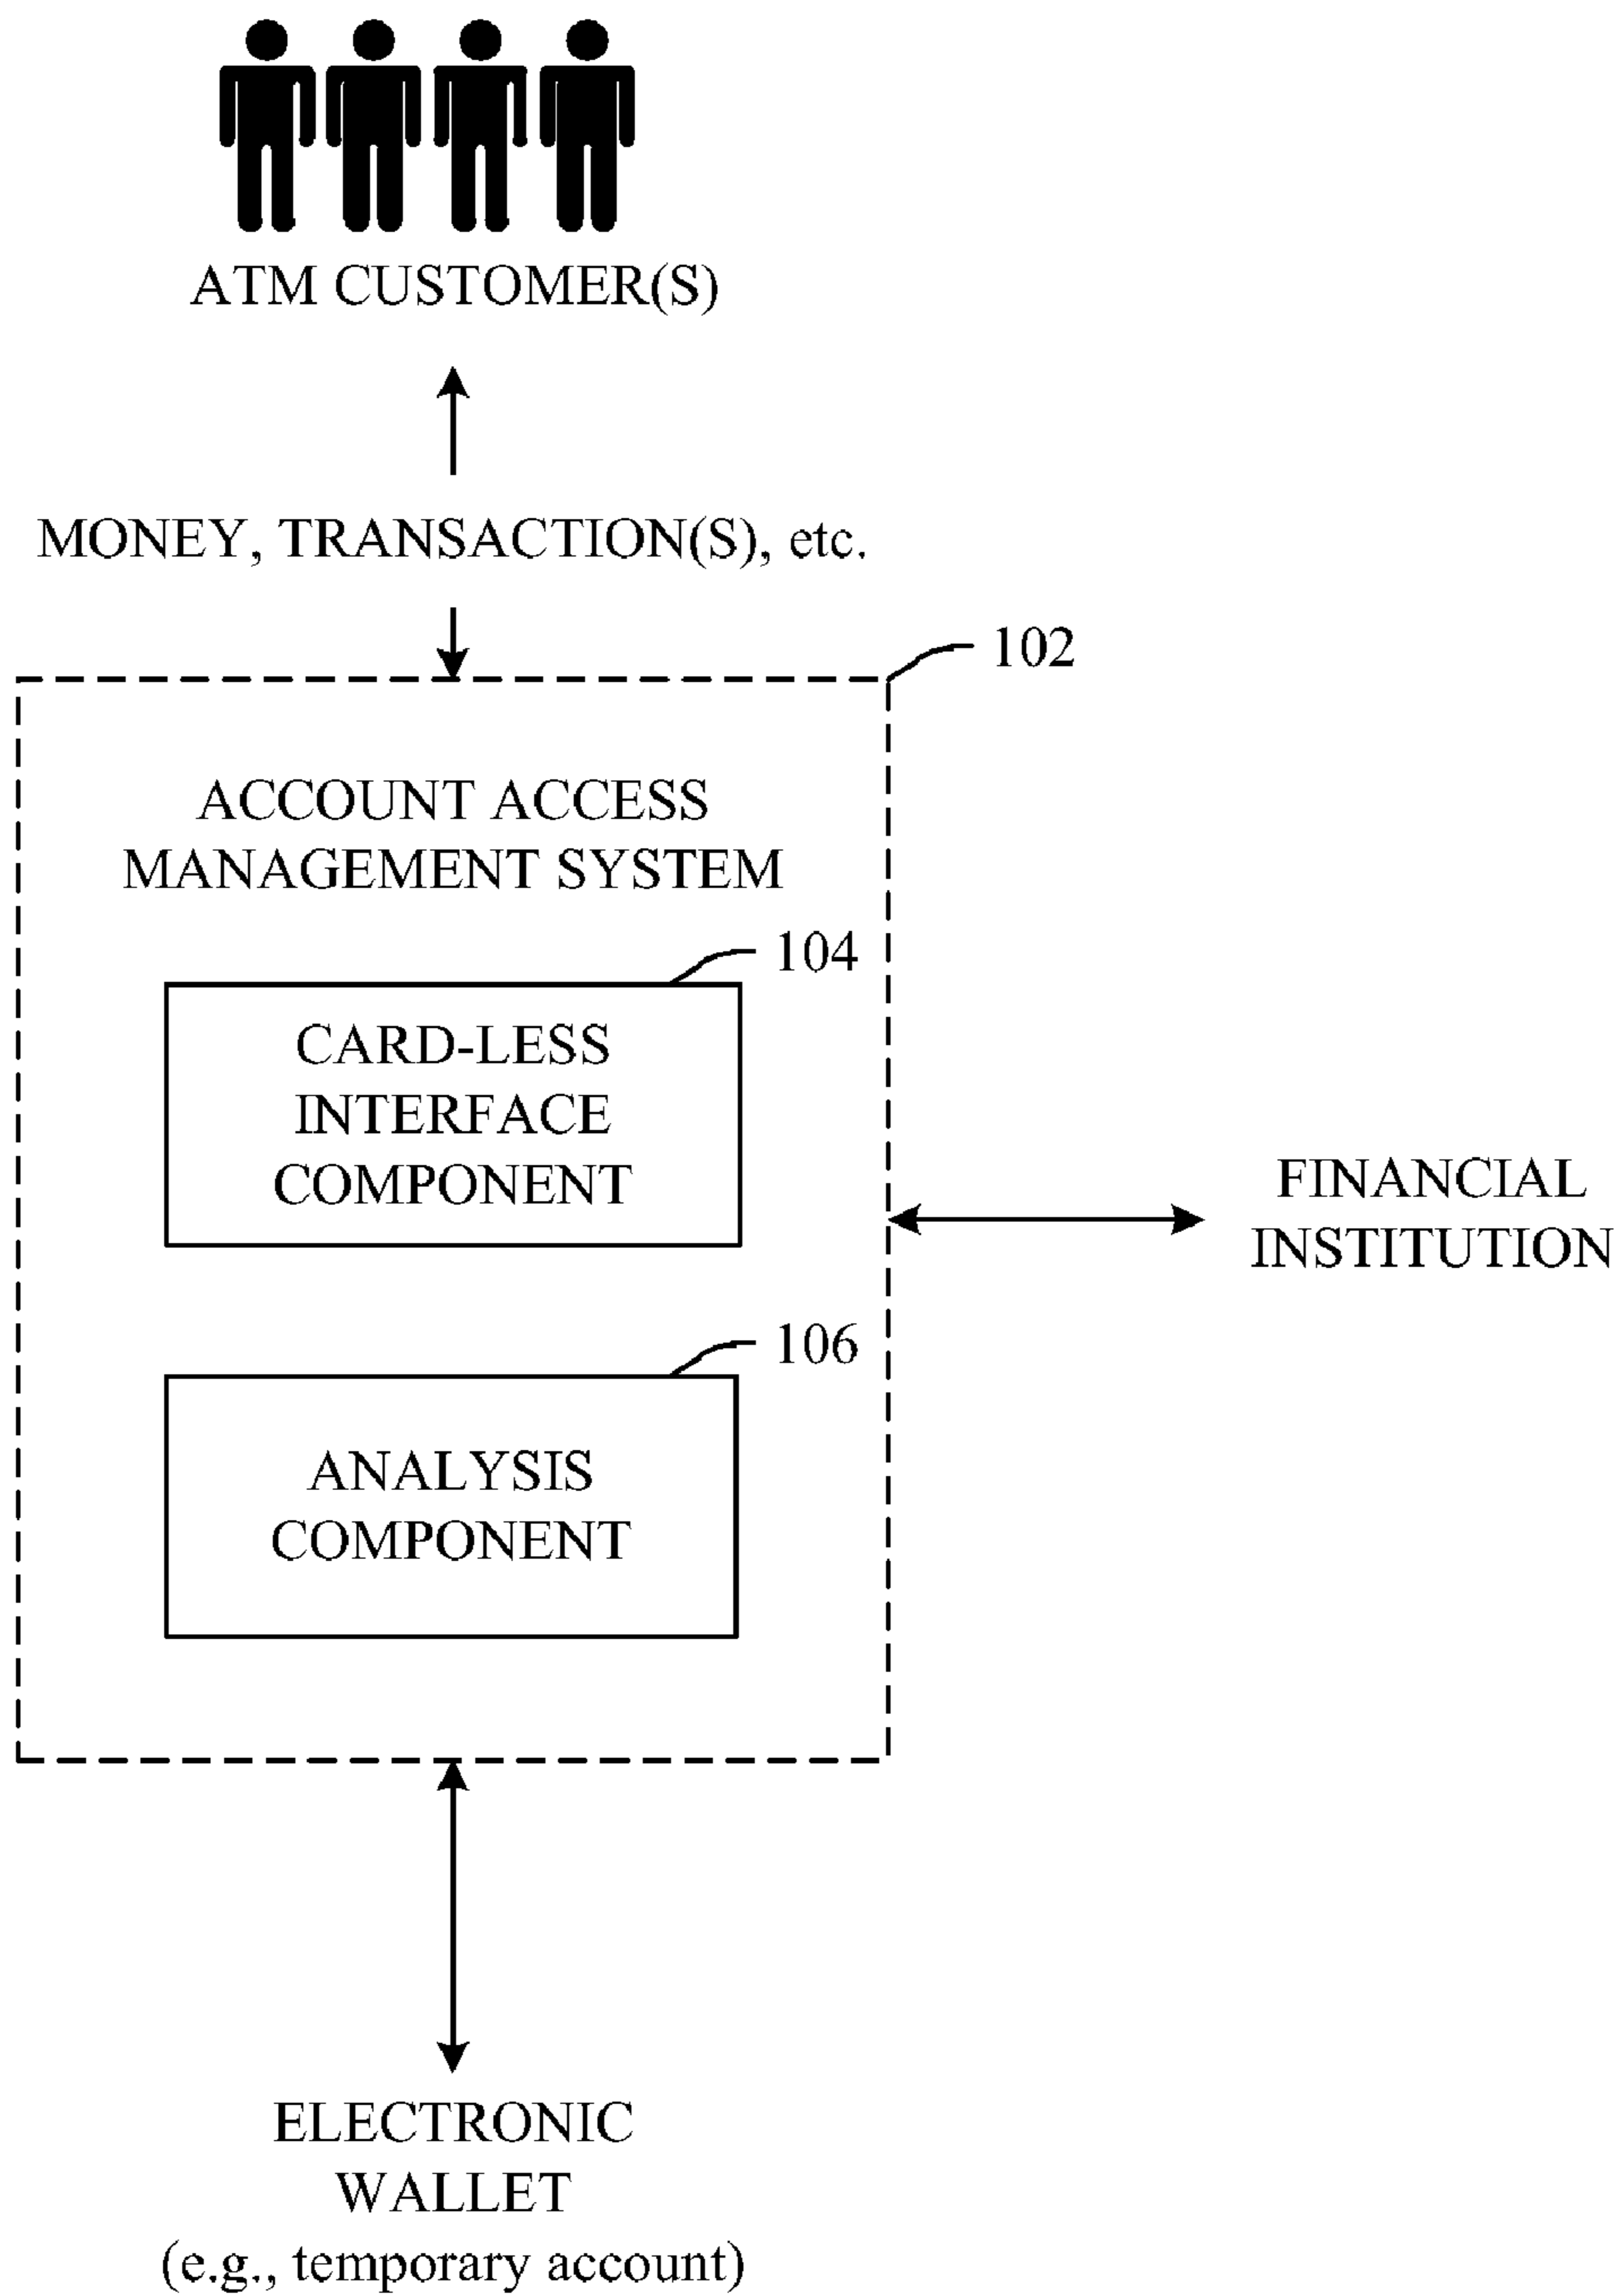 ATM CUSTOMER(S)
MONEY, TRANSACTION(S), etc.
102
ACCOUNT ACCESS
MANAGEMENT SYSTEM
104
CARD-LESS
INTERFACE
COMPONENT
FINANCIAL
INSTITUTION
106
ANALYSIS
COMPONENT
ELECTRONIC
WALLET
(e.g., temporary account)